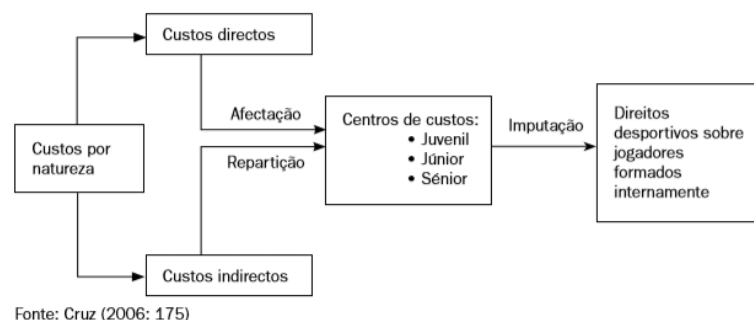 Custos directos
Custos por
natureza
Afectação
Repartição
Custos indirectos
Centros de custos:
• Juvenil
• Júnior
• Sénior
Imputação
Direitos
desportivos sobre
jogadores
formados
internamente
Fonte: Cruz (2006: 175)